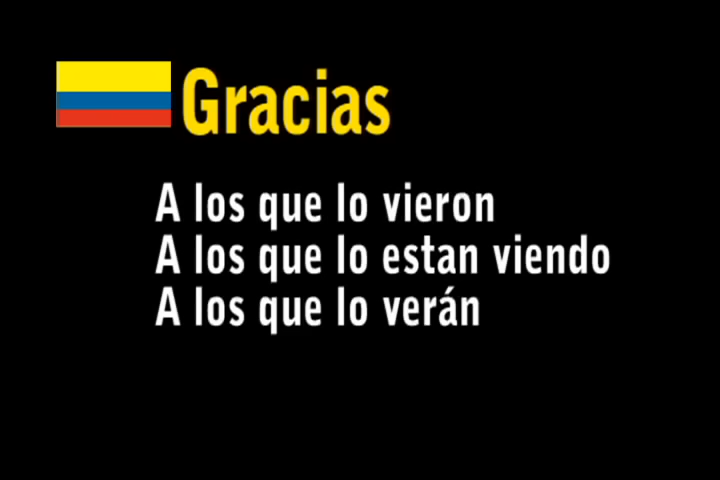 Gracias
A los que lo vieron
A los que lo estan viendo
A los que lo verán